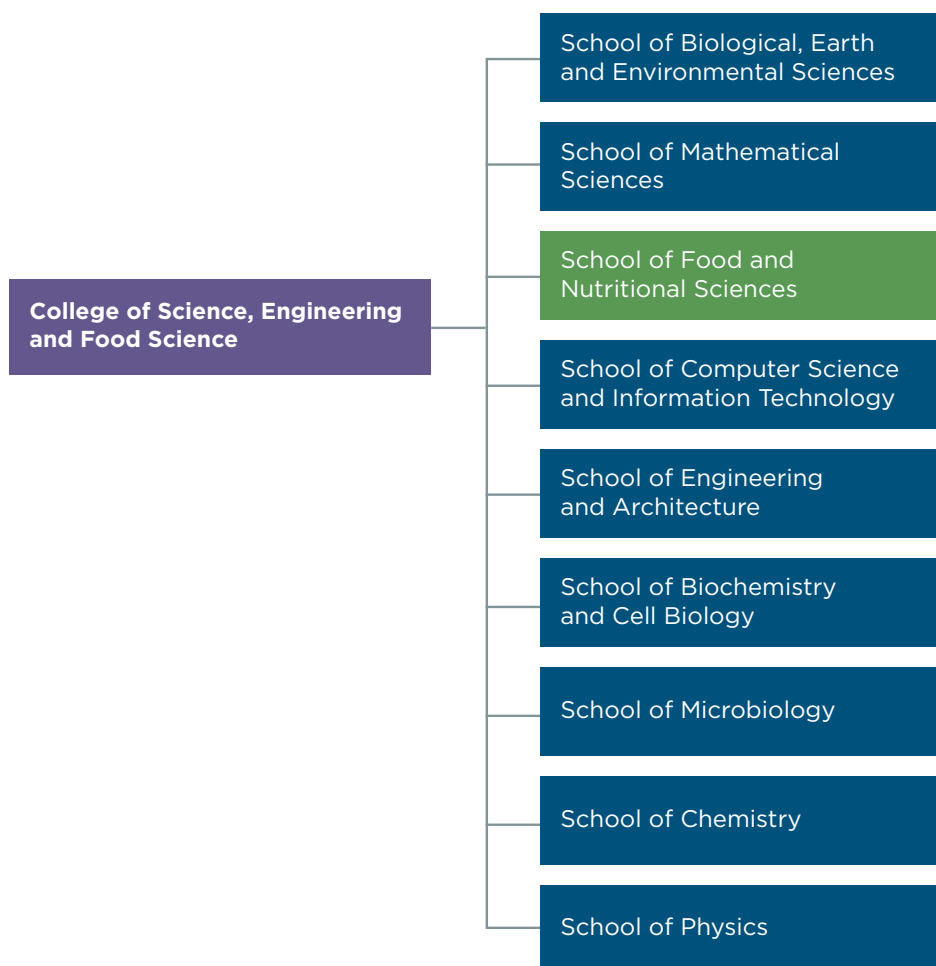 School of Biological, Earth
and Environmental Sciences
School of Mathematical
Sciences
School of Food and
Nutritional Sciences
College of Science, Engineering
and Food Science
School of Computer Science
and Information Technology
School of Engineering
and Architecture
School of Biochemistry
and Cell Biology
School of Microbiology
School of Chemistry
School of Physics